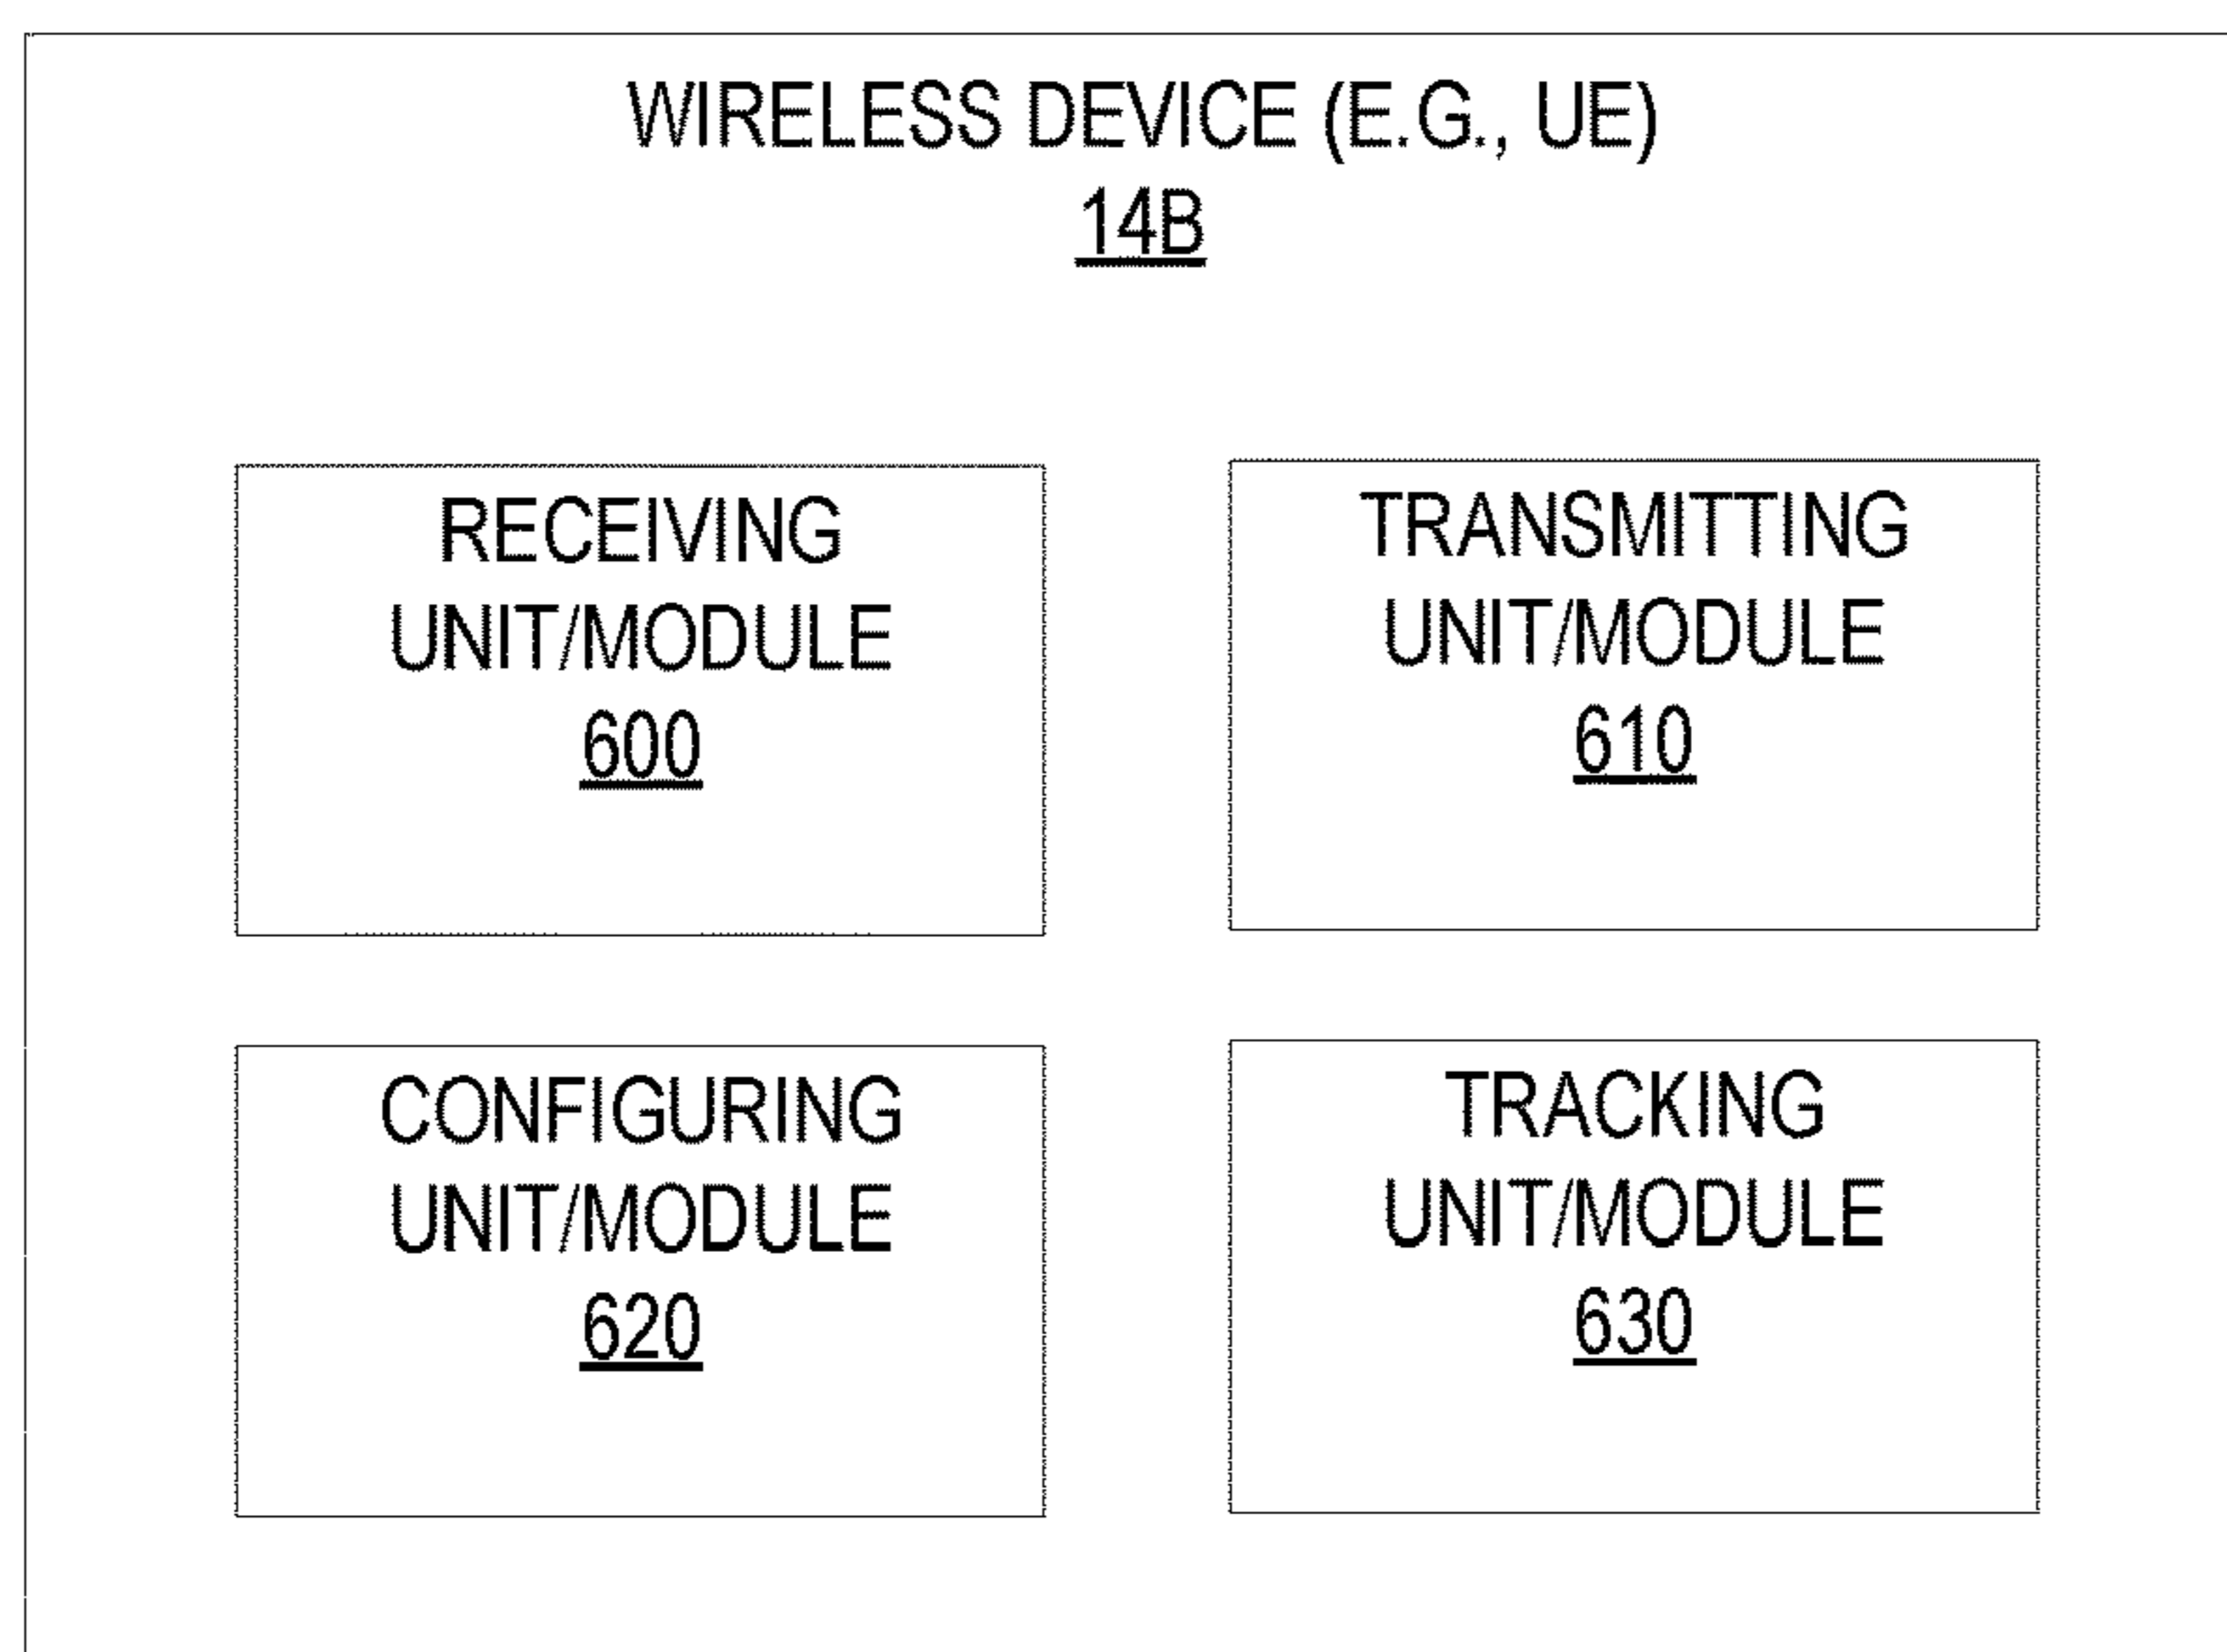 WIRELESS DEVICE (E.G., UE)
14B
RECEIVING
UNIT/MODULE
600
TRANSMITTING
UNIT/MODULE
610
CONFIGURING
UNIT/MODULE
620
TRACKING
UNIT/MODULE
630